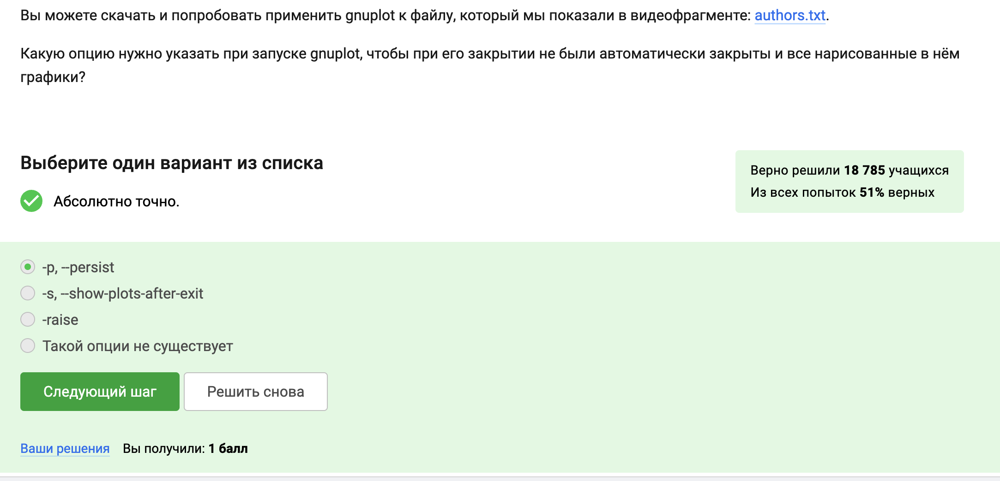 Вы можете скачать и попробовать применить gnuplot к файлу, который мы показали в видеофрагменте: authors.txt.
Какую опцию нужно указать при запуске gnuplot, чтобы при его закрытии не были автоматически закрыты и все нарисованные в нём
графики?
Выберите один вариант из списка
Абсолютно точно.
Верно решили 18 785 учащихся
Из всех попыток 51% верных
-p, --persist
-s, --show-plots-after-exit
-raise
Такой опции не существует
Следующий шаг
Решить снова
Ваши решения Вы получили: 1 балл